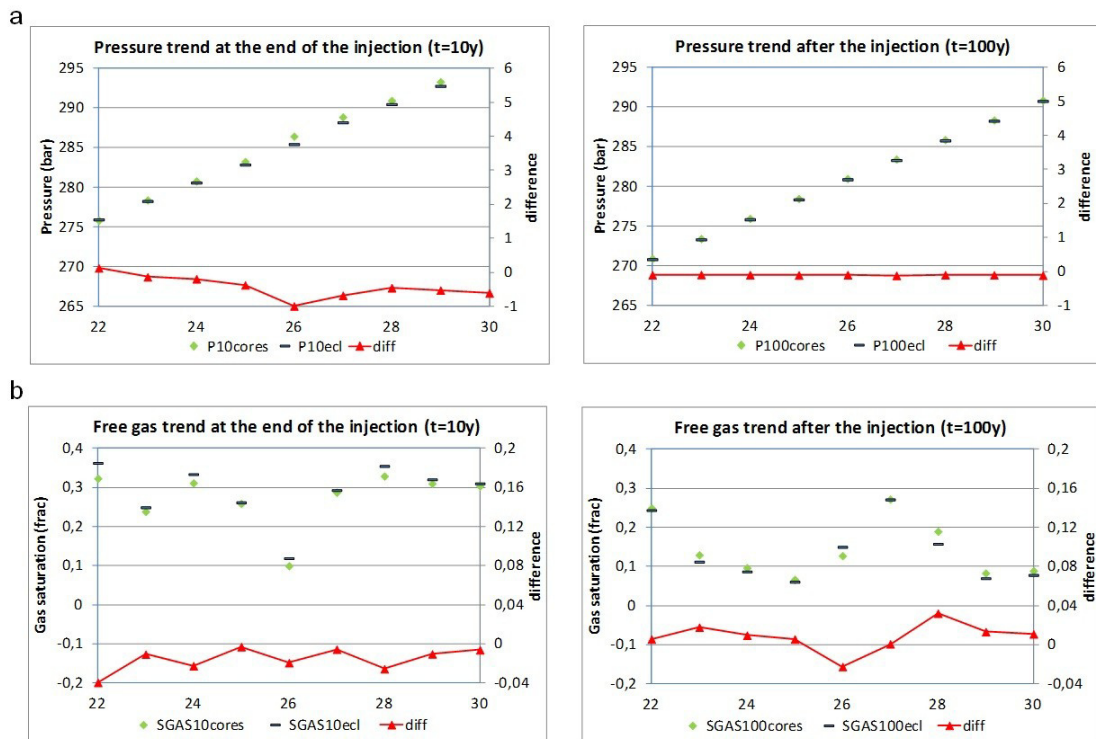 a
Pressure trend at the end of the injection (t=10y)
295
290
285
280
275
270
265
Pressure (bar)
6
5
4
3
2
1
0
-1
difference
22 24 26 28 30
P10cores P10ecl diff
Pressure trend after the injection (t=100y)
295
290
285
280
275
270
265
Pressure (bar)
6
5
4
3
2
1
0
-1
difference
22 24 26 28 30
P100cores P100ecl diff
b
Free gas trend at the end of the injection (t=10y)
0,4
0,3
0,2
0,1
0
-0,1
-0,2
Gas saturation (frac)
0,2
0,16
0,12
0,08
0,04
0
-0,04
difference
22 24 26 28 30
SGAS10cores SGAS10ecl diff
Free gas trend after the injection (t=100y)
0,4
0,3
0,2
0,1
0
-0,1
-0,2
Gas saturation (frac)
0,2
0,16
0,12
0,08
0,04
0
-0,04
difference
22 24 26 28 30
SGAS100cores SGAS100ecl diff